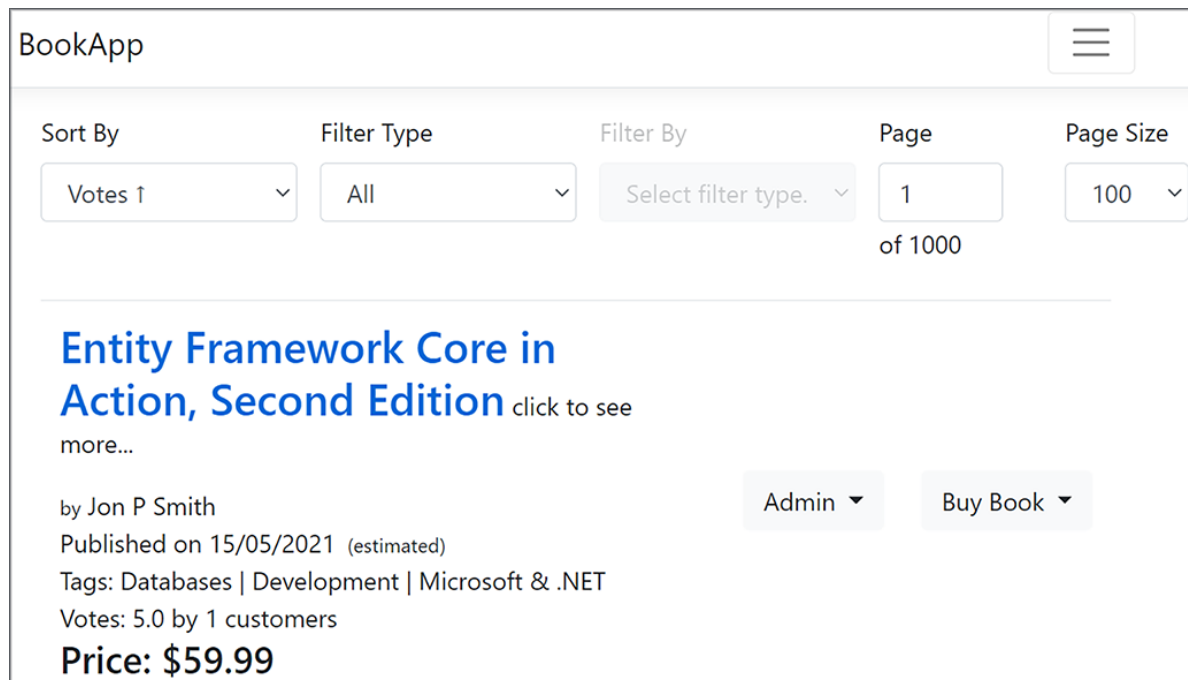 BookApp
Sort By Filter Type Filter By Page Page Size
Votes ↑ All Select filter type. 1 100
of 1000
Entity Framework Core in
Action, Second Edition click to see
more...
by Jon P Smith
Published on 15/05/2021 (estimated)
Tags: Databases | Development | Microsoft & .NET
Votes: 5.0 by 1 customers
Price: $59.99
Admin Buy Book